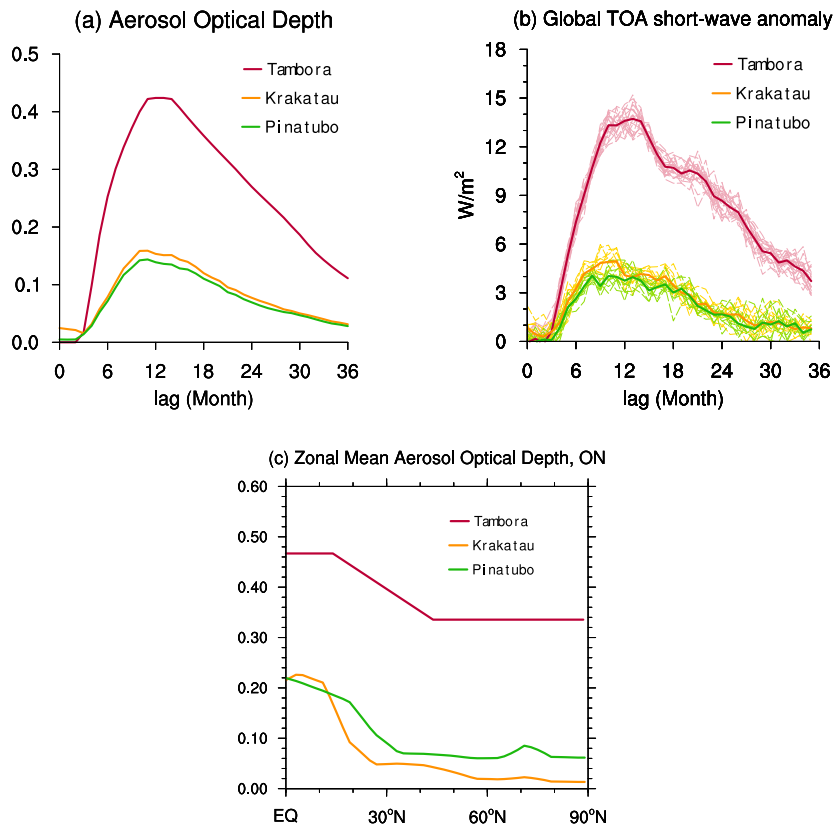 (a) Aerosol Optical Depth
0.5
0.4
0.3
0.2
0.1
0.0
Tambora
Krakatau
Pinatubo
0 6 12 18 24 30 36
lag (Month)
(b) Global TOA short-wave anomaly
18
15
12
9
6
3
0
W/m²
Tambora
Krakatau
Pinatubo
0 6 12 18 24 30 36
lag (Month)
(c) Zonal Mean Aerosol Optical Depth, ON
0.60
0.50
0.40
0.30
0.20
0.10
0.00
Tambora
Krakatau
Pinatubo
EQ 30°N 60°N 90°N